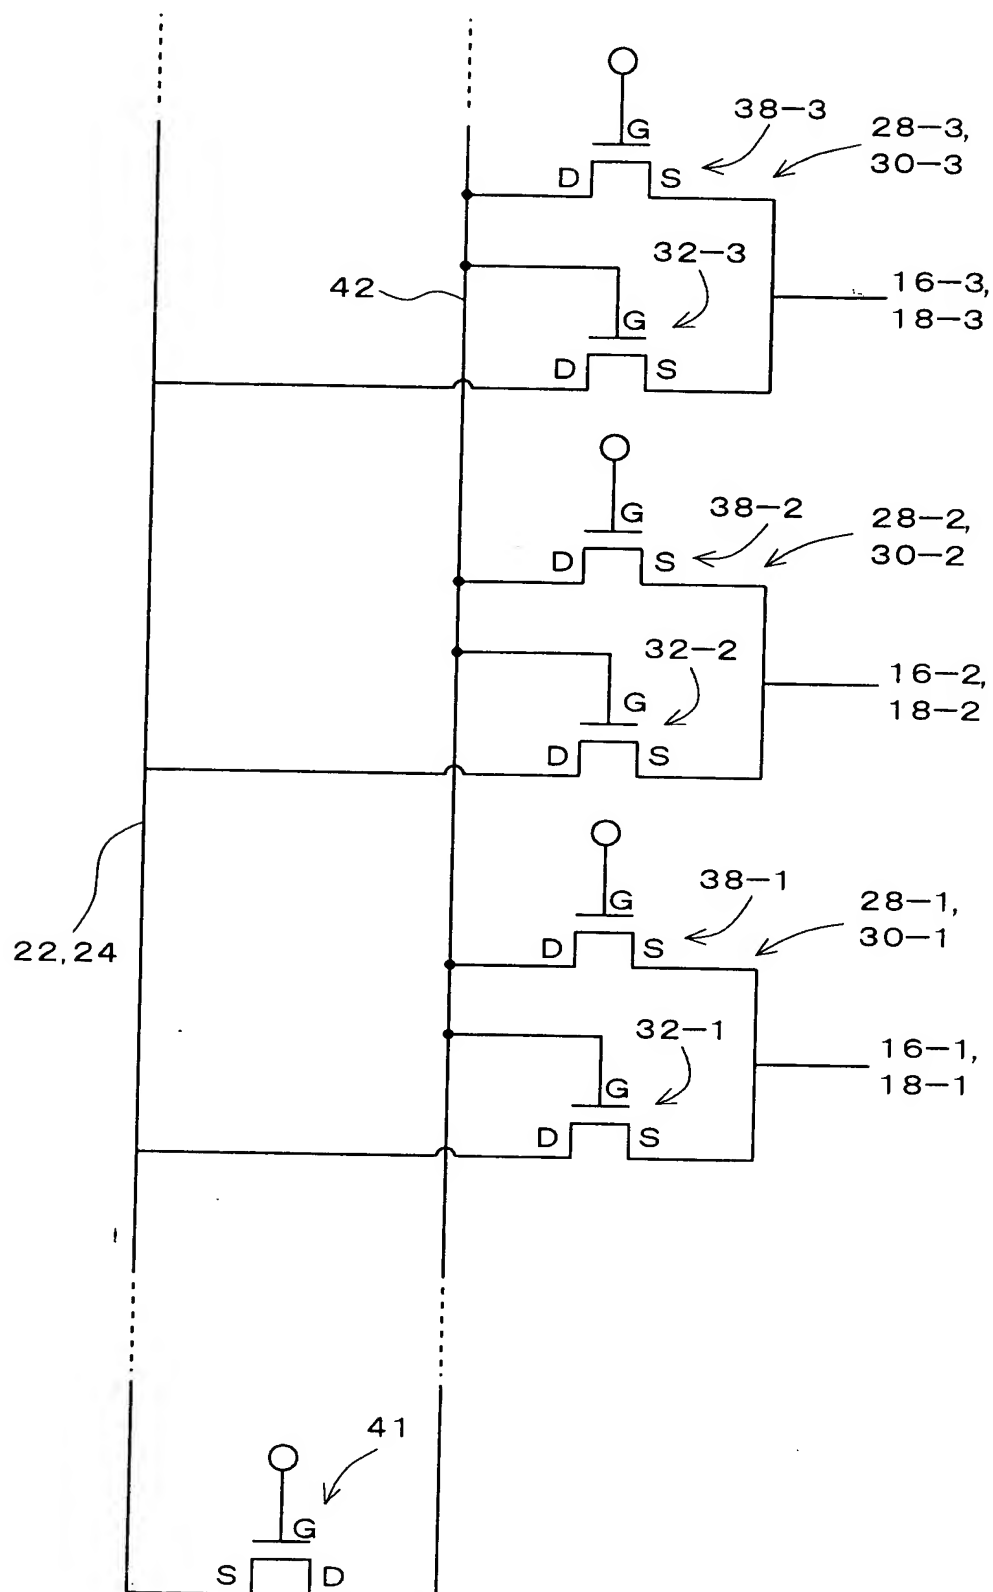 G
38-3
28-3,
30-3
D
S
32-3
42
16-3,
18-3
G
D
S
G
38-2
28-2,
30-2
D
S
32-2
16-2,
18-2
G
D
S
22,24
G
38-1
28-1,
30-1
D
S
32-1
16-1,
18-1
G
D
S
41
G
S
D